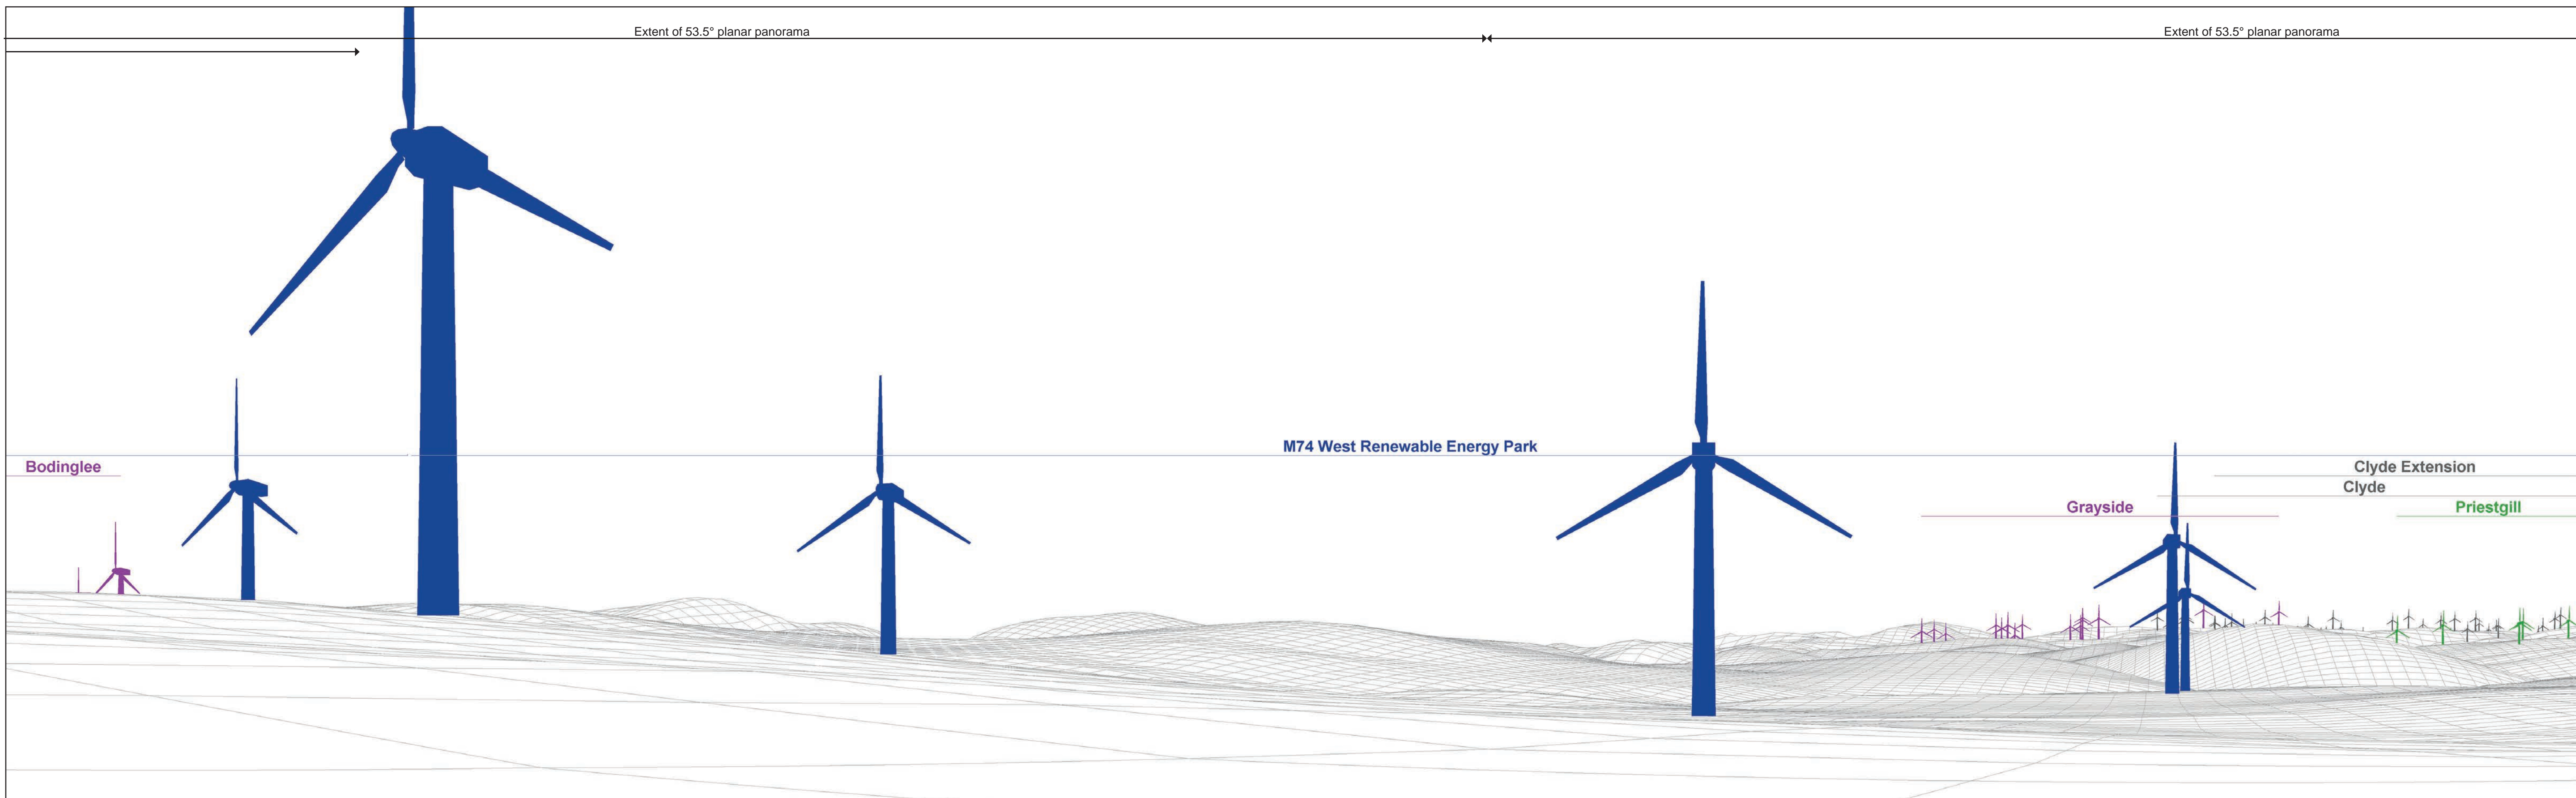 Extent of 53.5° planar panorama
Extent of 53.5° planar panorama
M74 West Renewable Energy Park
Bodinglee
Clyde Extension
Clyde
Grayside
Priestgill